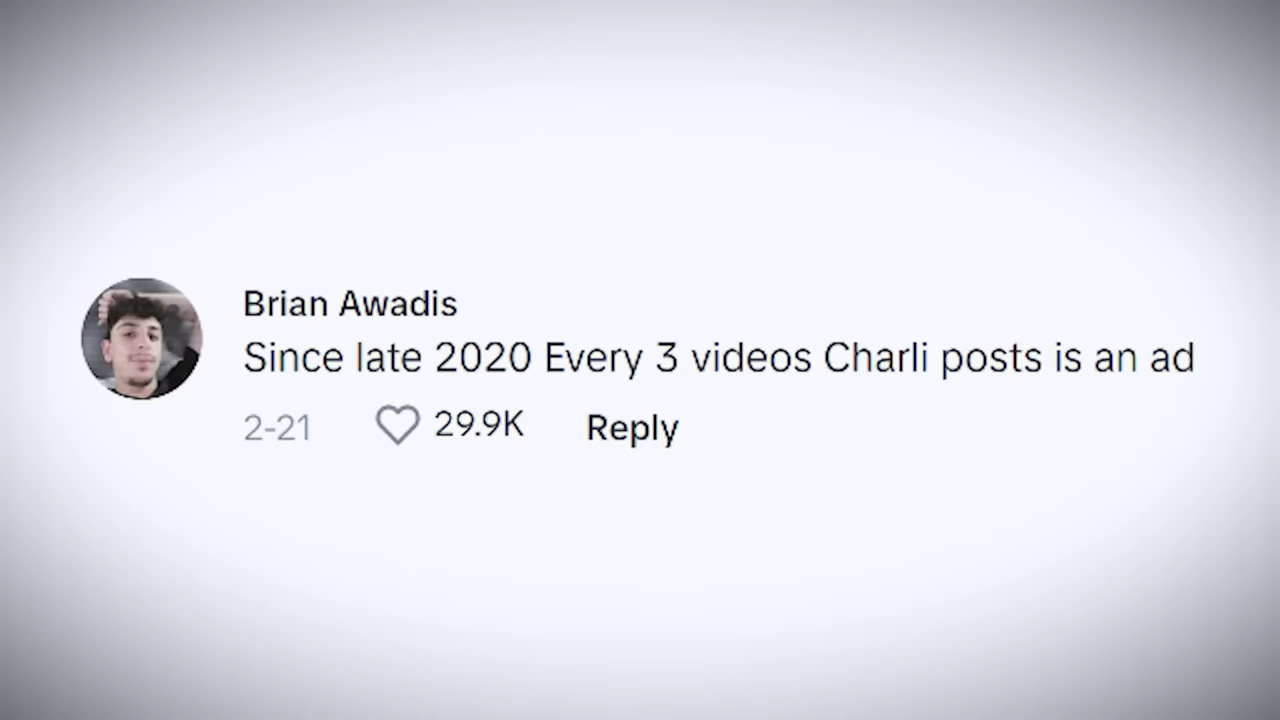 Brian Awadis
Since late 2020 Every 3 videos Charli posts is an ad
2-21 29.9K Reply